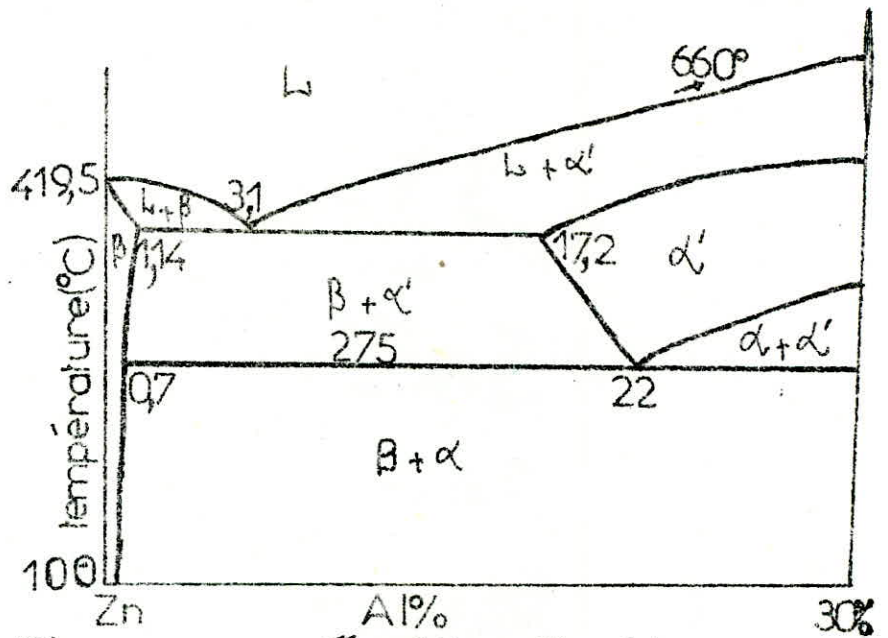 660°
L
L + α'
419,5
L + β
3,1
β
1,14
17,2
α'
β + α'
275
α + α'
0,7
22
β + α
température(°C)
100
Zn
Al%
30%